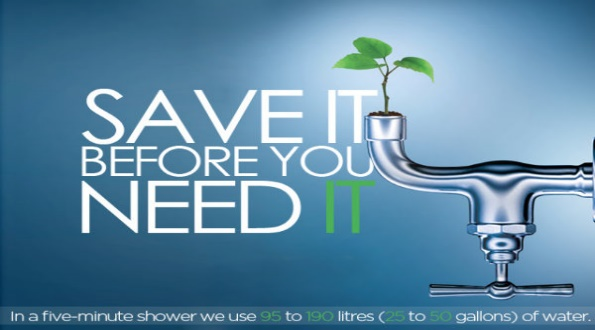 SAVE IT
BEFORE YOU
NEED IT
In a five-minute shower we use 95 to 190 litres (25 to 50 gallons) of water.